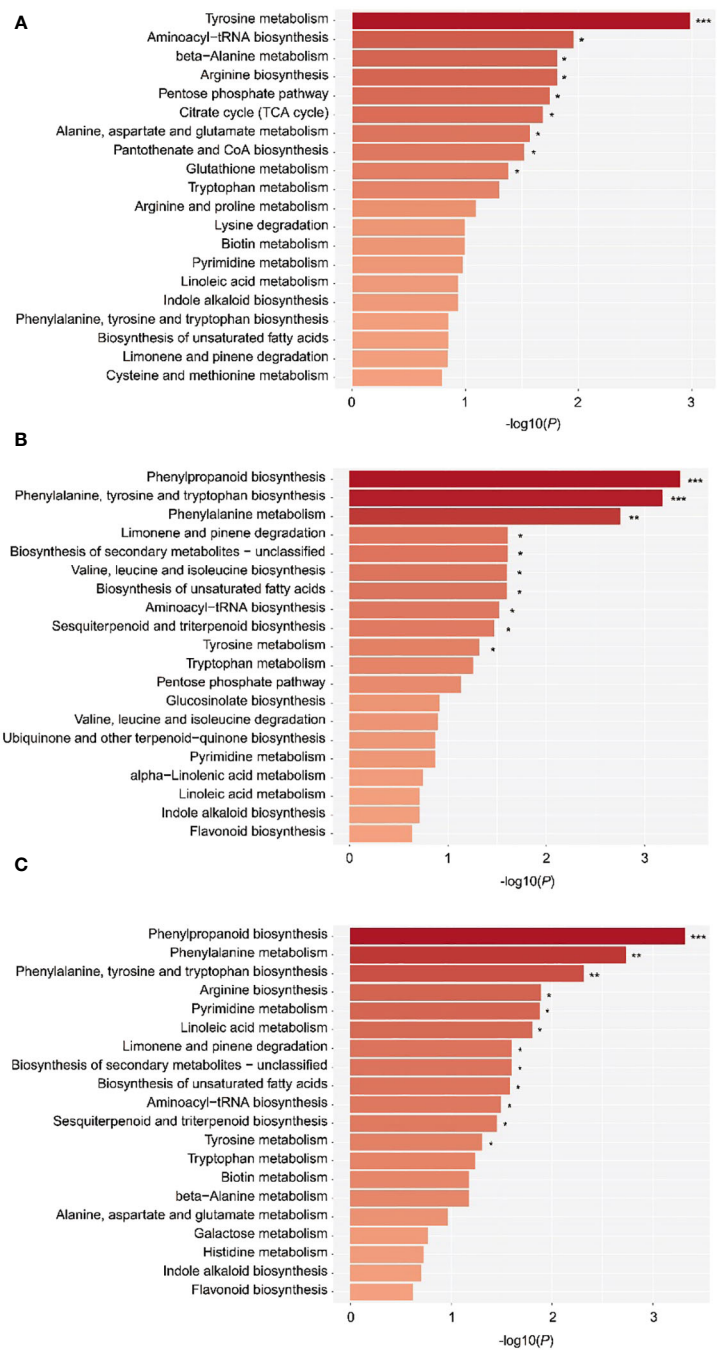 A
Tyrosine metabolism ***
Aminoacyl−tRNA biosynthesis *
beta−Alanine metabolism *
Arginine biosynthesis *
Pentose phosphate pathway *
Citrate cycle (TCA cycle) *
Alanine, aspartate and glutamate metabolism *
Pantothenate and CoA biosynthesis *
Glutathione metabolism *
Tryptophan metabolism
Arginine and proline metabolism
Lysine degradation
Biotin metabolism
Pyrimidine metabolism
Linoleic acid metabolism
Indole alkaloid biosynthesis
Phenylalanine, tyrosine and tryptophan biosynthesis
Biosynthesis of unsaturated fatty acids
Limonene and pinene degradation
Cysteine and methionine metabolism
0 1 2 3
-log10(P)
B
Phenylpropanoid biosynthesis ***
Phenylalanine, tyrosine and tryptophan biosynthesis ***
Phenylalanine metabolism **
Limonene and pinene degradation *
Biosynthesis of secondary metabolites − unclassified *
Valine, leucine and isoleucine biosynthesis *
Biosynthesis of unsaturated fatty acids *
Aminoacyl−tRNA biosynthesis *
Sesquiterpenoid and triterpenoid biosynthesis *
Tyrosine metabolism *
Tryptophan metabolism
Pentose phosphate pathway
Glucosinolate biosynthesis
Valine, leucine and isoleucine degradation
Ubiquinone and other terpenoid−quinone biosynthesis
Pyrimidine metabolism
alpha−Linolenic acid metabolism
Linoleic acid metabolism
Indole alkaloid biosynthesis
Flavonoid biosynthesis
0 1 2 3
-log10(P)
C
Phenylpropanoid biosynthesis ***
Phenylalanine metabolism **
Phenylalanine, tyrosine and tryptophan biosynthesis **
Arginine biosynthesis *
Pyrimidine metabolism *
Linoleic acid metabolism *
Limonene and pinene degradation *
Biosynthesis of secondary metabolites − unclassified *
Biosynthesis of unsaturated fatty acids *
Aminoacyl−tRNA biosynthesis *
Sesquiterpenoid and triterpenoid biosynthesis *
Tyrosine metabolism *
Tryptophan metabolism
Biotin metabolism
beta−Alanine metabolism
Alanine, aspartate and glutamate metabolism
Galactose metabolism
Histidine metabolism
Indole alkaloid biosynthesis
Flavonoid biosynthesis
0 1 2 3
-log10(P)